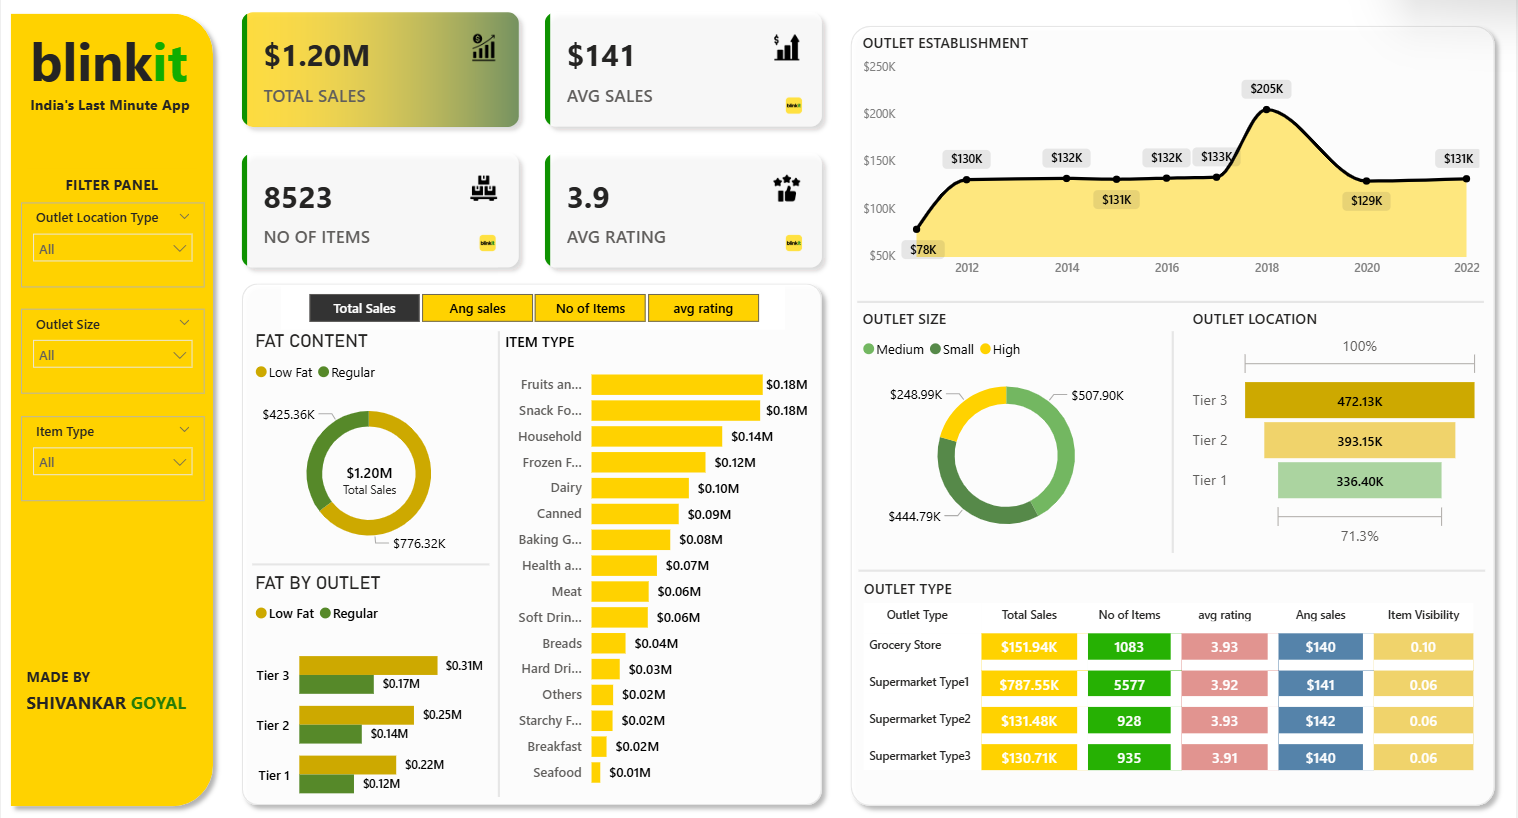 blinkit
India's Last Minute App
FILTER PANEL
Outlet Location Type
All
Outlet Size
All
Item Type
All
MADE BY
SHIVANKAR GOYAL
$1.20M
TOTAL SALES
$141
AVG SALES
blinkit
8523
NO OF ITEMS
blinkit
3.9
AVG RATING
blinkit
Total Sales
Ang sales
No of Items
avg rating
FAT CONTENT
Low Fat Regular
$425.36K
$1.20M
Total Sales
$776.32K
FAT BY OUTLET
Low Fat Regular
Tier 3 $0.31M
$0.17M
Tier 2 $0.25M
$0.14M
Tier 1 $0.22M
$0.12M
ITEM TYPE
Fruits an... $0.18M
Snack Fo... $0.18M
Household $0.14M
Frozen F... $0.12M
Dairy $0.10M
Canned $0.09M
Baking G... $0.08M
Health a... $0.07M
Meat $0.06M
Soft Drin... $0.06M
Breads $0.04M
Hard Dri... $0.03M
Others $0.02M
Starchy F... $0.02M
Breakfast $0.02M
Seafood $0.01M
OUTLET ESTABLISHMENT
$250K
$200K
$150K
$100K
$50K
$78K
$130K
$132K
$131K
$132K
$133K
$205K
$129K
$131K
2012 2014 2016 2018 2020 2022
OUTLET SIZE
Medium Small High
$248.99K
$507.90K
$444.79K
OUTLET LOCATION
100%
Tier 3 472.13K
Tier 2 393.15K
Tier 1 336.40K
71.3%
OUTLET TYPE
Outlet Type Total Sales No of Items avg rating Ang sales Item Visibility
Grocery Store $151.94K 1083 3.93 $140 0.10
Supermarket Type1 $787.55K 5577 3.92 $141 0.06
Supermarket Type2 $131.48K 928 3.93 $142 0.06
Supermarket Type3 $130.71K 935 3.91 $140 0.06